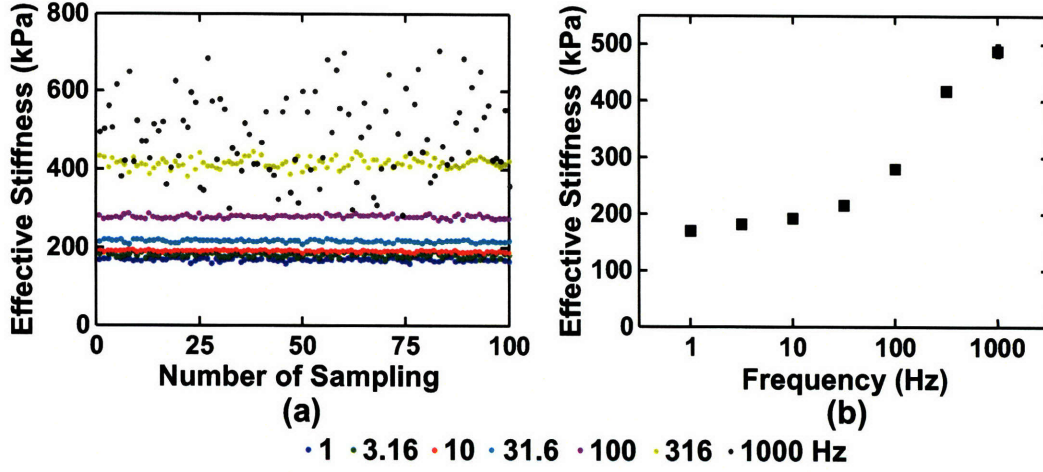 800
600
400
200
0
Effective Stiffness (kPa)
0 25 50 75 100
Number of Sampling
(a)
500
400
300
200
100
0
Effective Stiffness (kPa)
1 10 100 1000
Frequency (Hz)
(b)
• 1 • 3.16 • 10 • 31.6 • 100 • 316 • 1000 Hz